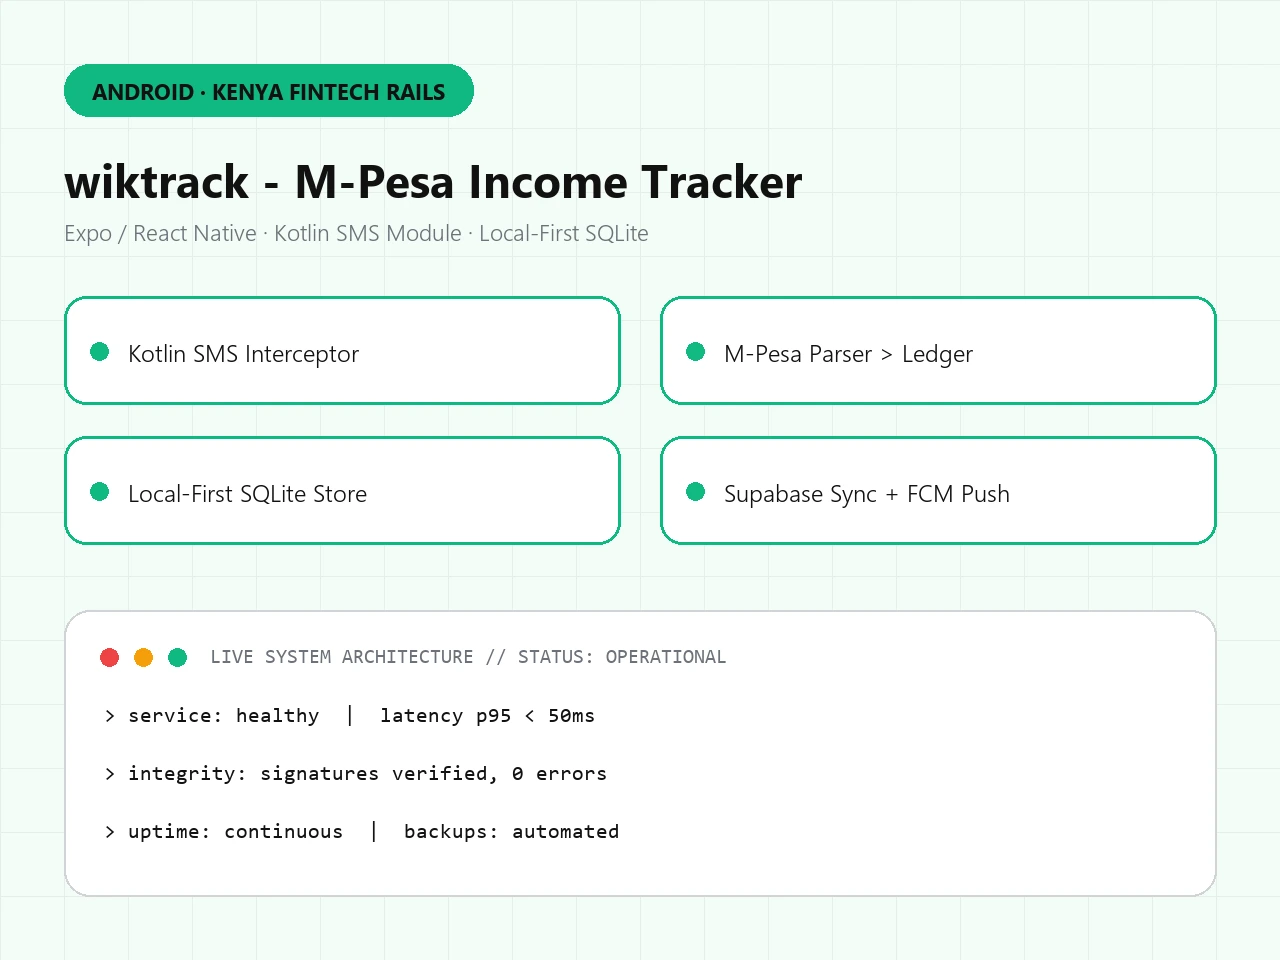 ANDROID · KENYA FINTECH RAILS
wiktrack - M-Pesa Income Tracker
Expo / React Native · Kotlin SMS Module · Local-First SQLite
Kotlin SMS Interceptor
M-Pesa Parser > Ledger
Local-First SQLite Store
Supabase Sync + FCM Push
LIVE SYSTEM ARCHITECTURE // STATUS: OPERATIONAL
> service: healthy │ latency p95 < 50ms
> integrity: signatures verified, 0 errors
> uptime: continuous │ backups: automated